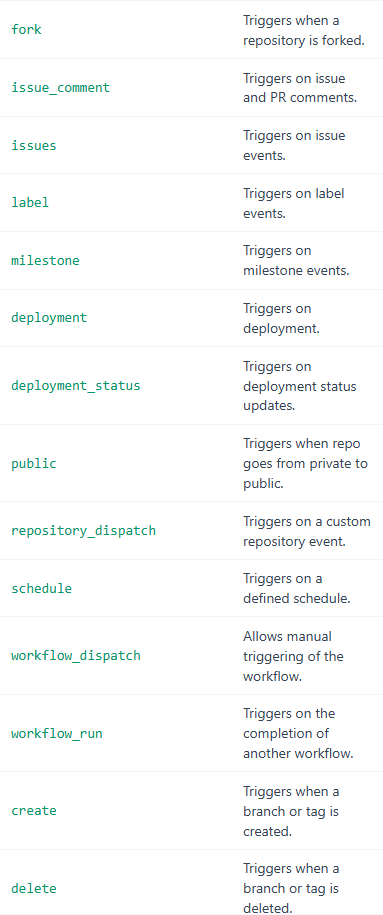 fork
Triggers when a
repository is forked.
issue_comment
Triggers on issue
and PR comments.
issues
Triggers on issue
events.
label
Triggers on label
events.
milestone
Triggers on
milestone events.
deployment
Triggers on
deployment.
deployment_status
Triggers on
deployment status
updates.
public
Triggers when repo
goes from private to
public.
repository_dispatch
Triggers on a custom
repository event.
schedule
Triggers on a
defined schedule.
workflow_dispatch
Allows manual
triggering of the
workflow.
workflow_run
Triggers on the
completion of
another workflow.
create
Triggers when a
branch or tag is
created.
delete
Triggers when a
branch or tag is
deleted.